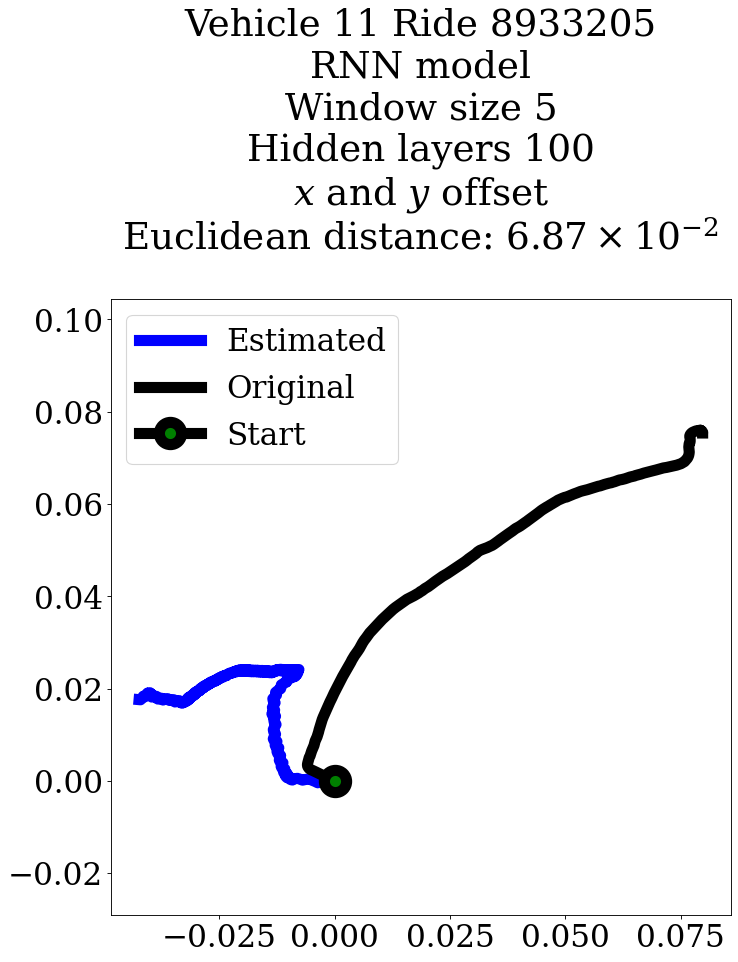 Vehicle 11 Ride 8933205
RNN model
Window size 5
Hidden layers 100
x and y offset
Euclidean distance: 6.87 × 10⁻²
Estimated
Original
Start
0.10
0.08
0.06
0.04
0.02
0.00
−0.02
−0.025 0.000 0.025 0.050 0.075